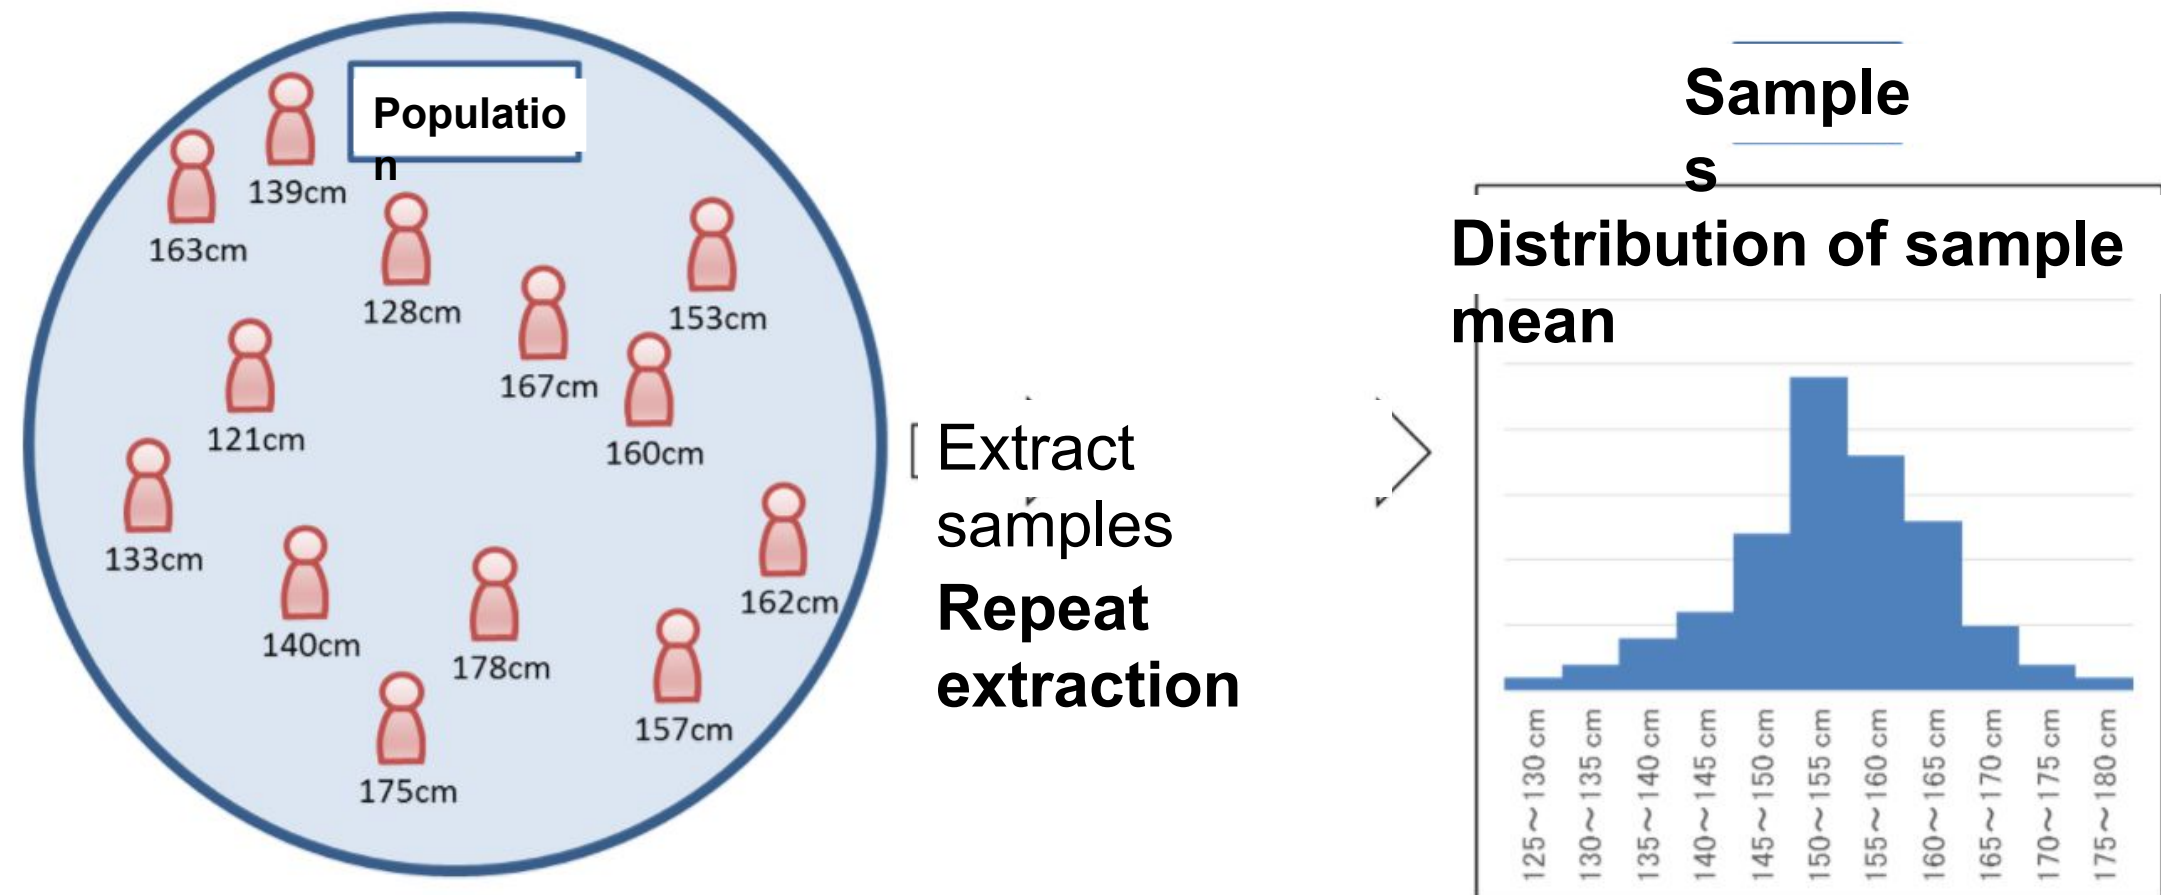 Populatio
n
139cm
163cm
128cm
153cm
167cm
121cm
160cm
133cm
162cm
140cm
178cm
157cm
175cm
Extract
samples
Repeat
extraction
Sample
s
Distribution of sample
mean
125～130 cm
130～135 cm
135～140 cm
140～145 cm
145～150 cm
150～155 cm
155～160 cm
160～165 cm
165～170 cm
170～175 cm
175～180 cm